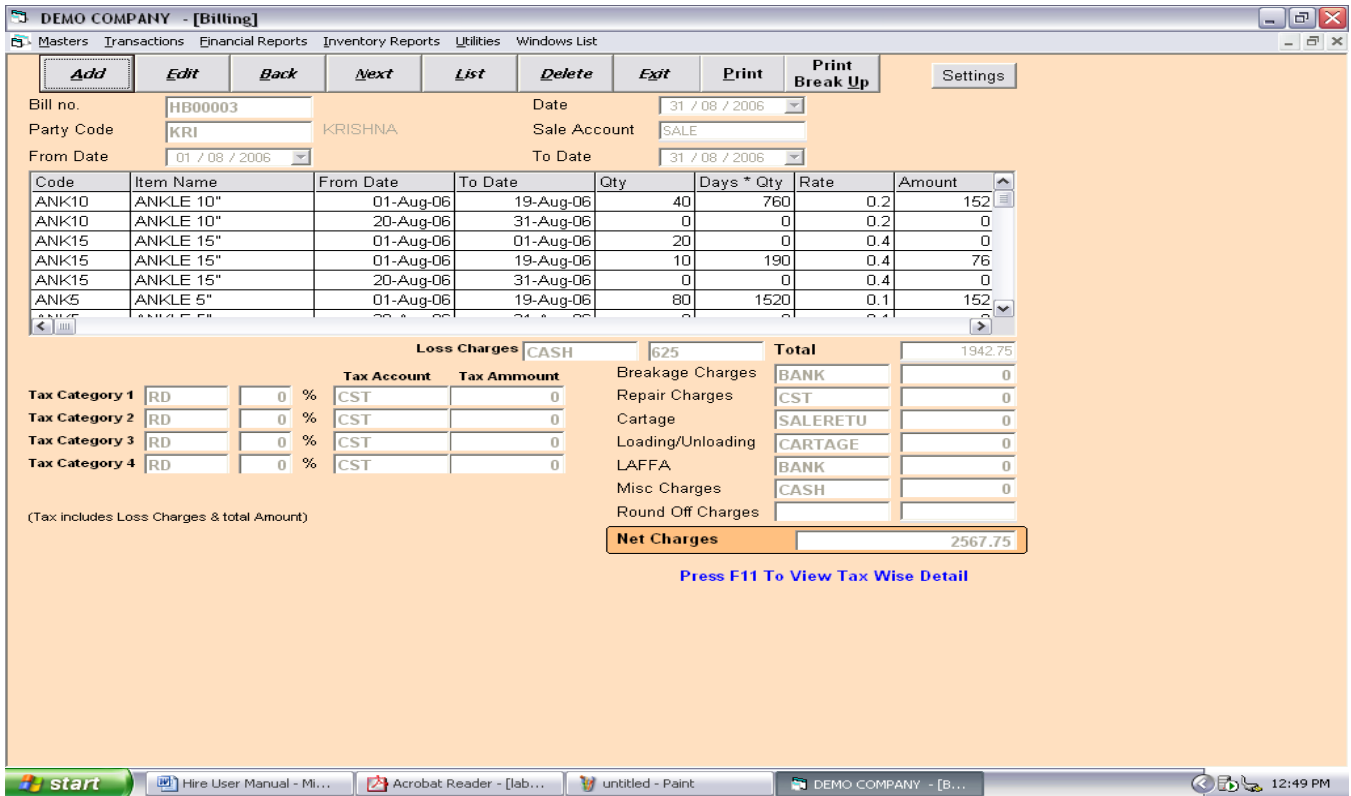 DEMO COMPANY - [Billing]
Masters Transactions Financial Reports Inventory Reports Utilities Windows List
Add Edit Back Next List Delete Exit Print Print Break Up Settings
Bill no. HB00003 Date 31 / 08 / 2006
Party Code KRI KRISHNA Sale Account SALE
From Date 01 / 08 / 2006 To Date 31 / 08 / 2006
Code Item Name From Date To Date Qty Days * Qty Rate Amount
ANK10 ANKLE 10" 01-Aug-06 19-Aug-06 40 760 0.2 152
ANK10 ANKLE 10" 20-Aug-06 31-Aug-06 0 0 0.2 0
ANK15 ANKLE 15" 01-Aug-06 01-Aug-06 20 0 0.4 0
ANK15 ANKLE 15" 01-Aug-06 19-Aug-06 10 190 0.4 76
ANK15 ANKLE 15" 20-Aug-06 31-Aug-06 0 0 0.4 0
ANK5 ANKLE 5" 01-Aug-06 19-Aug-06 80 1520 0.1 152
Loss Charges CASH 625 Total 1942.75
Tax Account Tax Ammount Breakage Charges BANK 0
Tax Category 1 RD 0 % CST 0 Repair Charges CST 0
Tax Category 2 RD 0 % CST 0 Cartage SALERETU 0
Tax Category 3 RD 0 % CST 0 Loading/Unloading CARTAGE 0
Tax Category 4 RD 0 % CST 0 LAFFA BANK 0
Misc Charges CASH 0
(Tax includes Loss Charges & total Amount) Round Off Charges
Net Charges 2567.75
Press F11 To View Tax Wise Detail
start Hire User Manual - Mi... Acrobat Reader - [lab... untitled - Paint DEMO COMPANY - [B... 12:49 PM